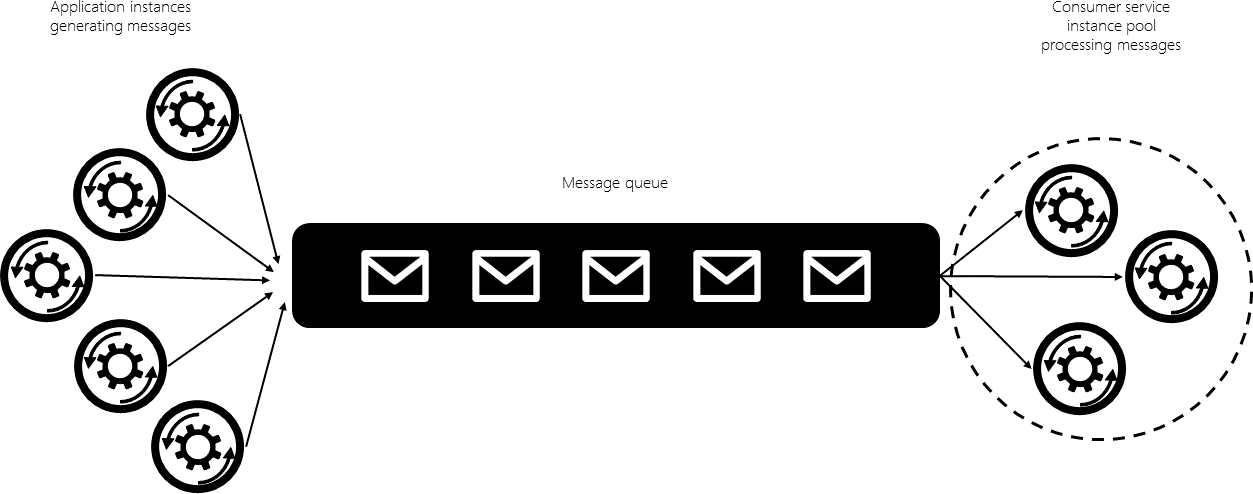 Application instances
generating messages
Consumer service
instance pool
processing messages
Message queue